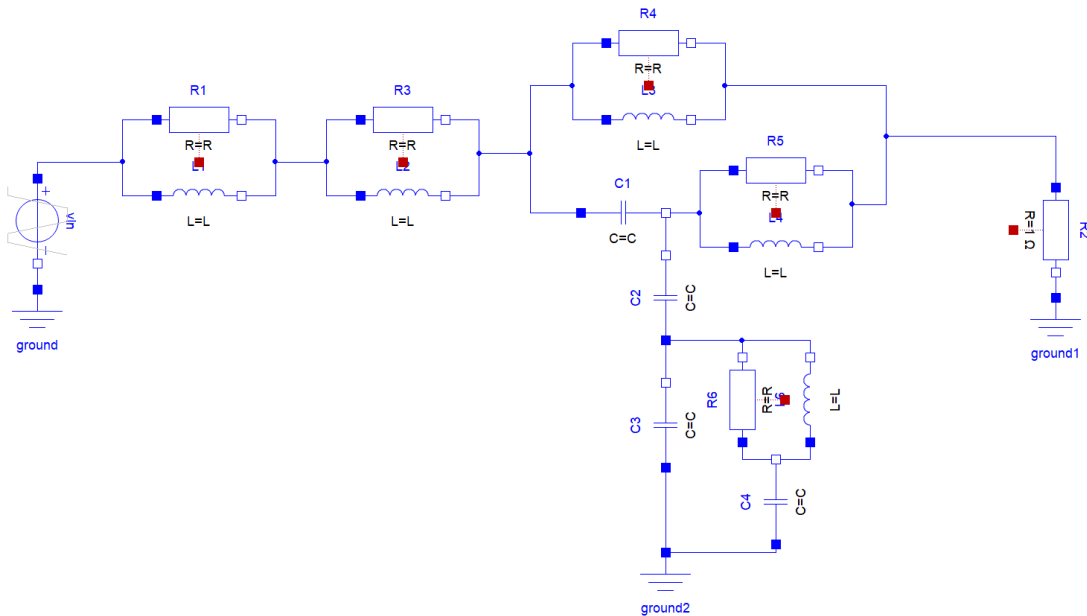 R4
R=R
L3
L=L
R1
R=R
L1
L=L
R3
R=R
L2
L=L
R5
R=R
L4
L=L
C1
C=C
vIn
+
ground
R2
R=1 Ω
ground1
C2
C=C
C3
C=C
R6
R=R
L=L
C4
C=C
ground2